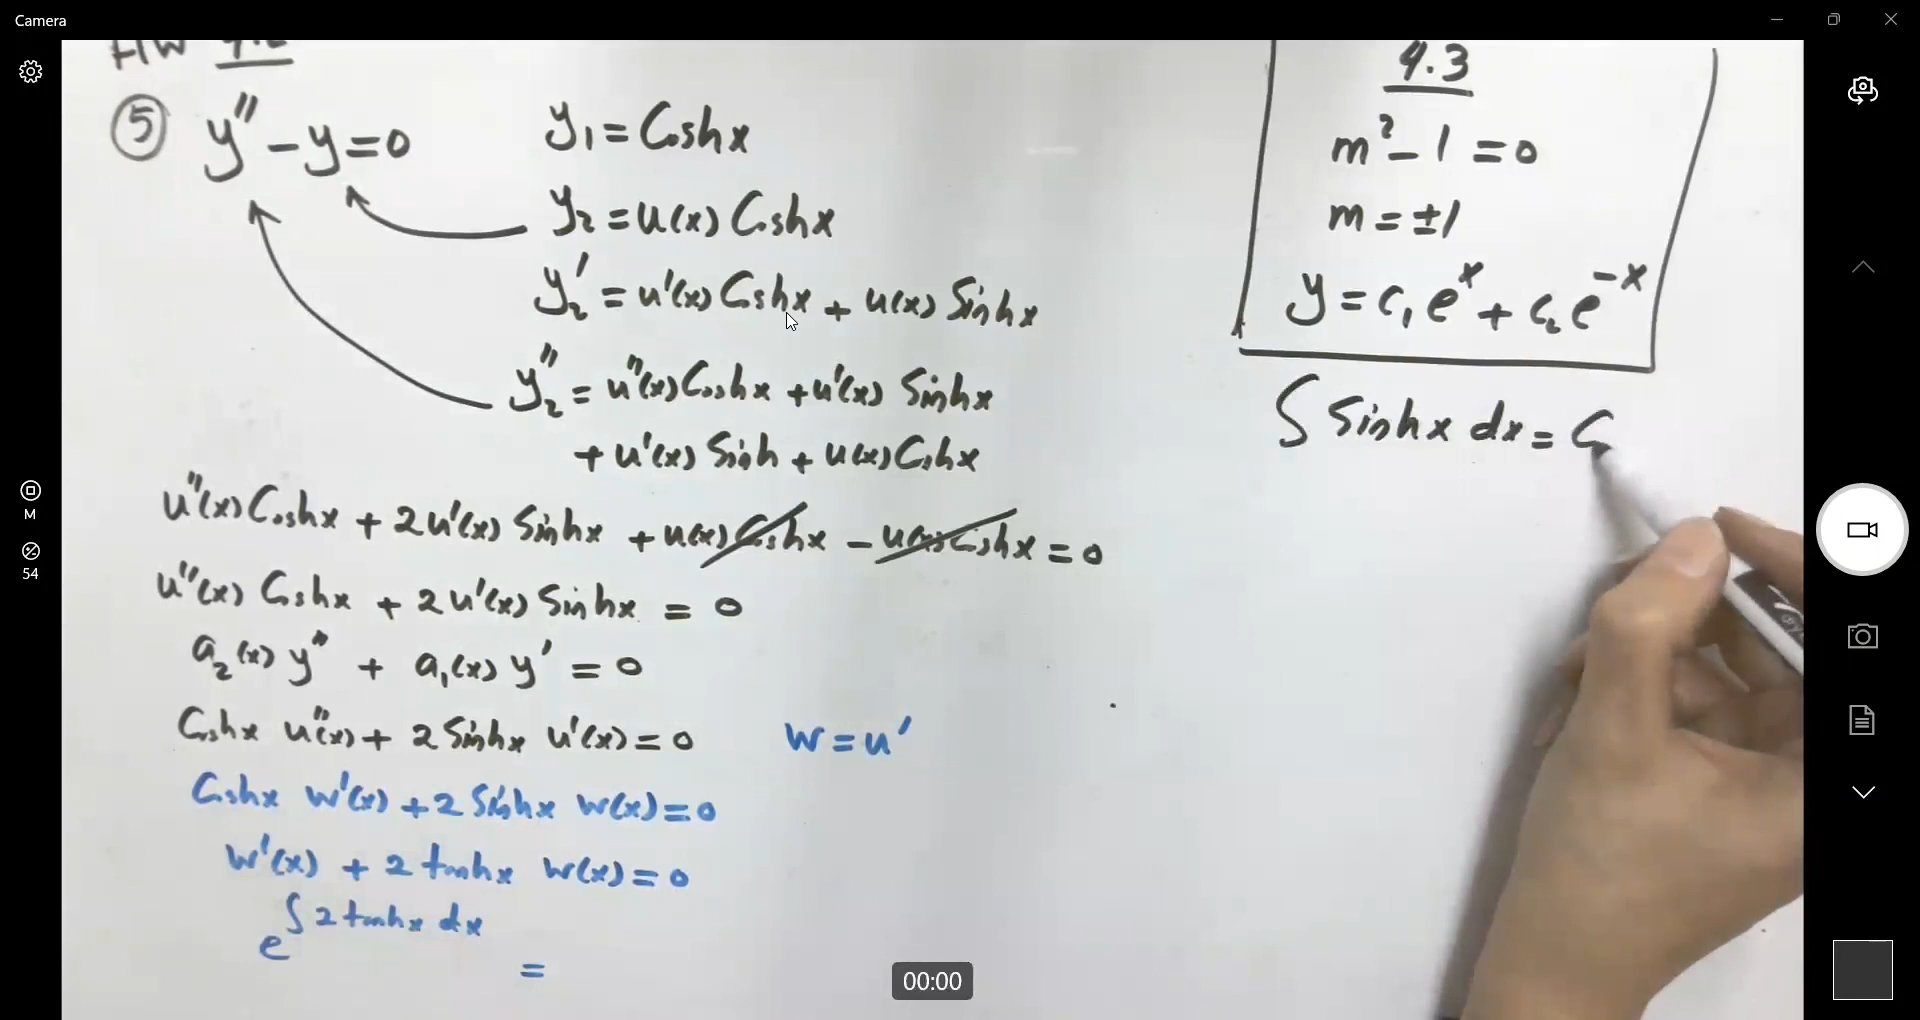 Camera
HW 4.2
⑤ y'' - y = 0
y₁ = Coshx
y₂ = u(x) Coshx
y₂' = u'(x) Coshx + u(x) Sinhx
y₂'' = u''(x) Coshx + u'(x) Sinhx
+ u'(x) Sinh + u(x) Coshx
u''(x) Coshx + 2u'(x) Sinhx + u(x) Coshx - u(x) Coshx = 0
u''(x) Coshx + 2u'(x) Sinhx = 0
a₂(x) y'' + a₁(x) y' = 0
Coshx u''(x) + 2 Sinhx u'(x) = 0
w = u'
Coshx w'(x) + 2 Sinhx w(x) = 0
w'(x) + 2 tanhx w(x) = 0
e^∫2 tanhx dx =
4.3
m² - 1 = 0
m = ±1
y = c₁ eˣ + c₂ e⁻ˣ
∫ Sinhx dx = C
M
54
00:00